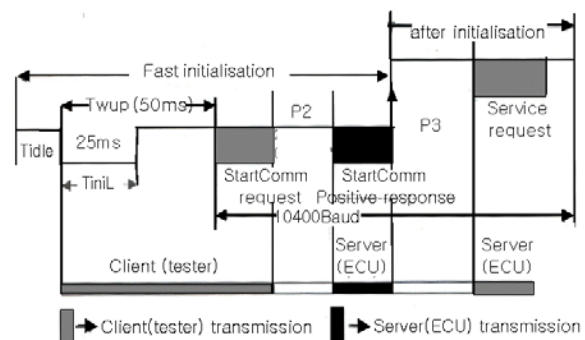 after initialisation
Fast initialisation
Twup (50ms)
P2
25ms
P3
Service
request
Tidle
TiniL
StartComm
request
StartComm
Positive response
10400Baud
Client (tester)
Server
(ECU)
Server
(ECU)
Client(tester) transmission
Server(ECU) transmission